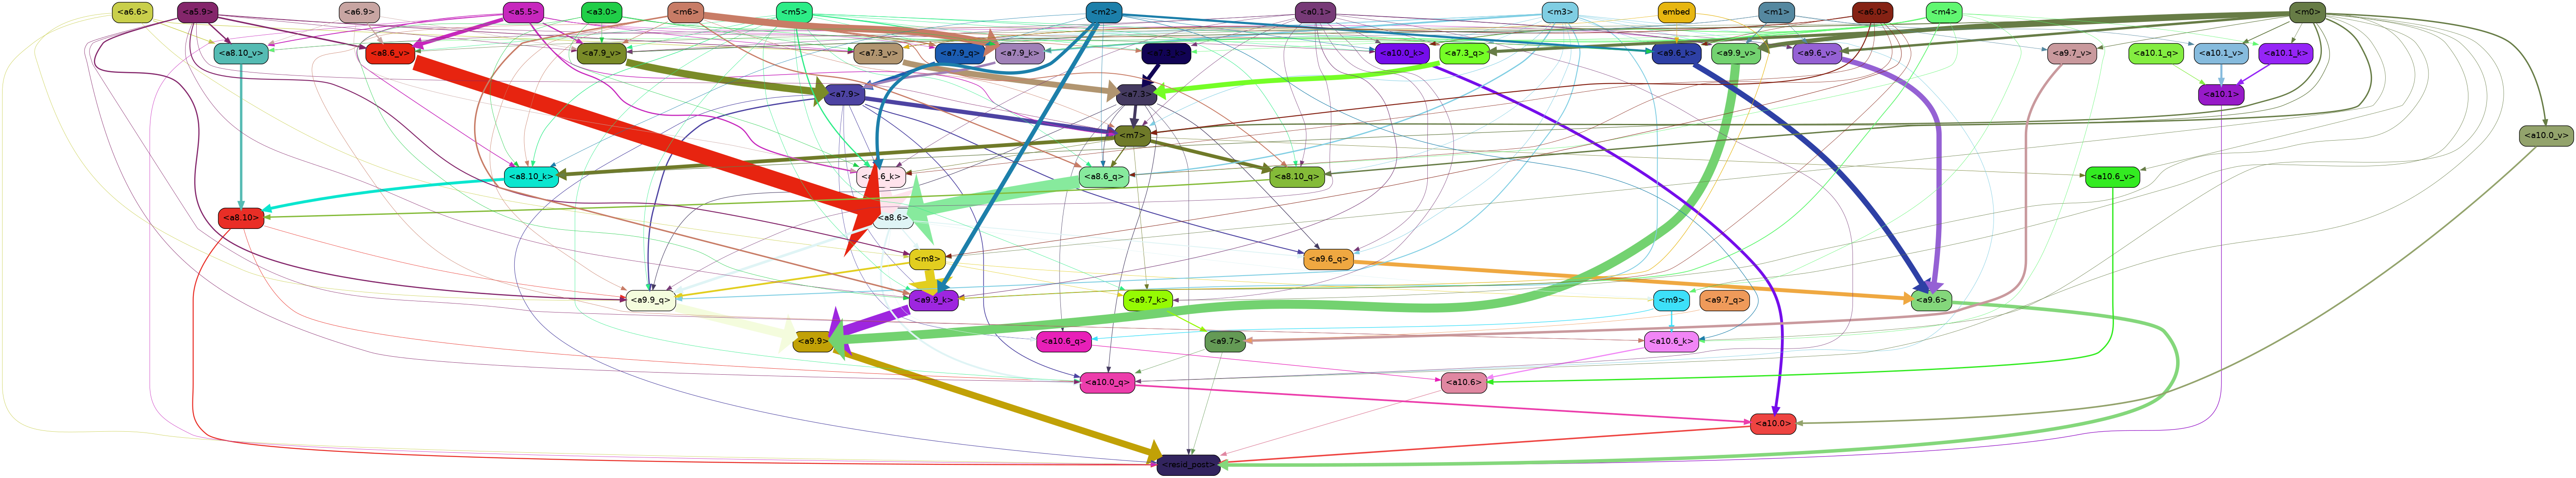 <a6.6> <a5.9> <a6.9> <a5.5> <a3.0> <m6> <m5> <m2> <a0.1> <m3> embed <m1> <a6.0> <m4> <m0>
<a8.10_v> <a8.6_v> <a7.9_v> <a7.3_v> <a7.9_q> <a7.9_k> <a10.0_k> <a7.3_q> <a9.6_k> <a9.9_v> <a9.6_v> <a9.7_v> <a10.1_q> <a10.1_v> <a10.1_k>
<a7.9> <a7.3> <a10.1>
<m7> <a10.0_v>
<a8.10_k> <a8.6_q> <a8.10_q> <a10.6_v>
<a8.10> <a8.6>
<m8> <a9.6_q>
<a9.9_q> <a9.9_k> <a9.7_k> <m9> <a9.7_q> <a9.6>
<a9.9> <a10.6_q> <a9.7> <a10.6_k>
<a10.0_q> <a10.6>
<a10.0>
<resid_post>